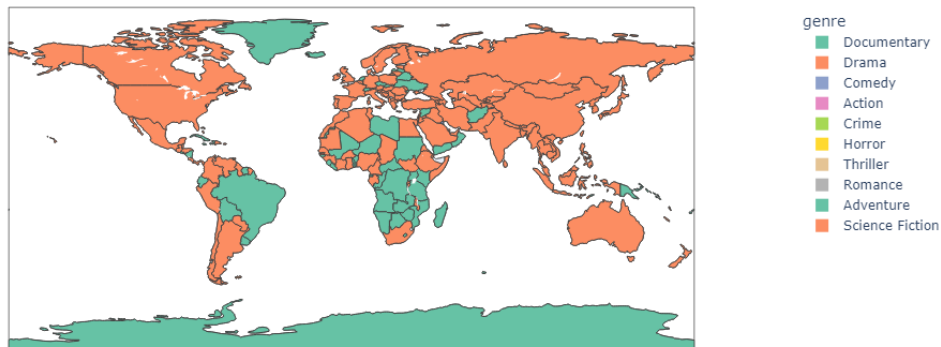 genre
Documentary
Drama
Comedy
Action
Crime
Horror
Thriller
Romance
Adventure
Science Fiction